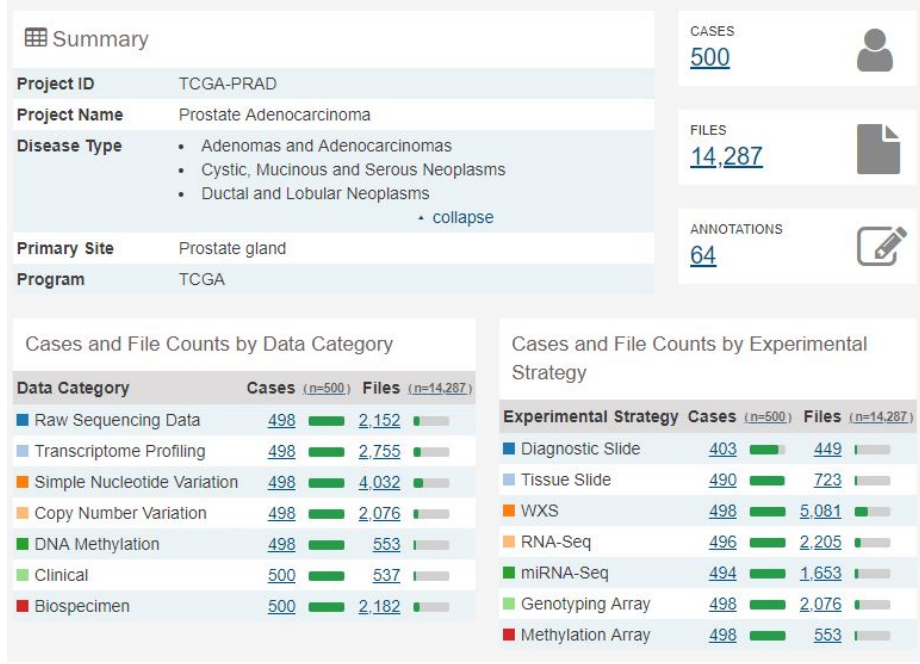 Summary
Project ID TCGA-PRAD
Project Name Prostate Adenocarcinoma
Disease Type • Adenomas and Adenocarcinomas
• Cystic, Mucinous and Serous Neoplasms
• Ductal and Lobular Neoplasms
collapse
Primary Site Prostate gland
Program TCGA
CASES
500
FILES
14,287
ANNOTATIONS
64
Cases and File Counts by Data Category
Data Category Cases (n=500) Files (n=14,287)
Raw Sequencing Data 498 2,152
Transcriptome Profiling 498 2,755
Simple Nucleotide Variation 498 4,032
Copy Number Variation 498 2,076
DNA Methylation 498 553
Clinical 500 537
Biospecimen 500 2,182
Cases and File Counts by Experimental
Strategy
Experimental Strategy Cases (n=500) Files (n=14,287)
Diagnostic Slide 403 449
Tissue Slide 490 723
WXS 498 5,081
RNA-Seq 496 2,205
miRNA-Seq 494 1,653
Genotyping Array 498 2,076
Methylation Array 498 553